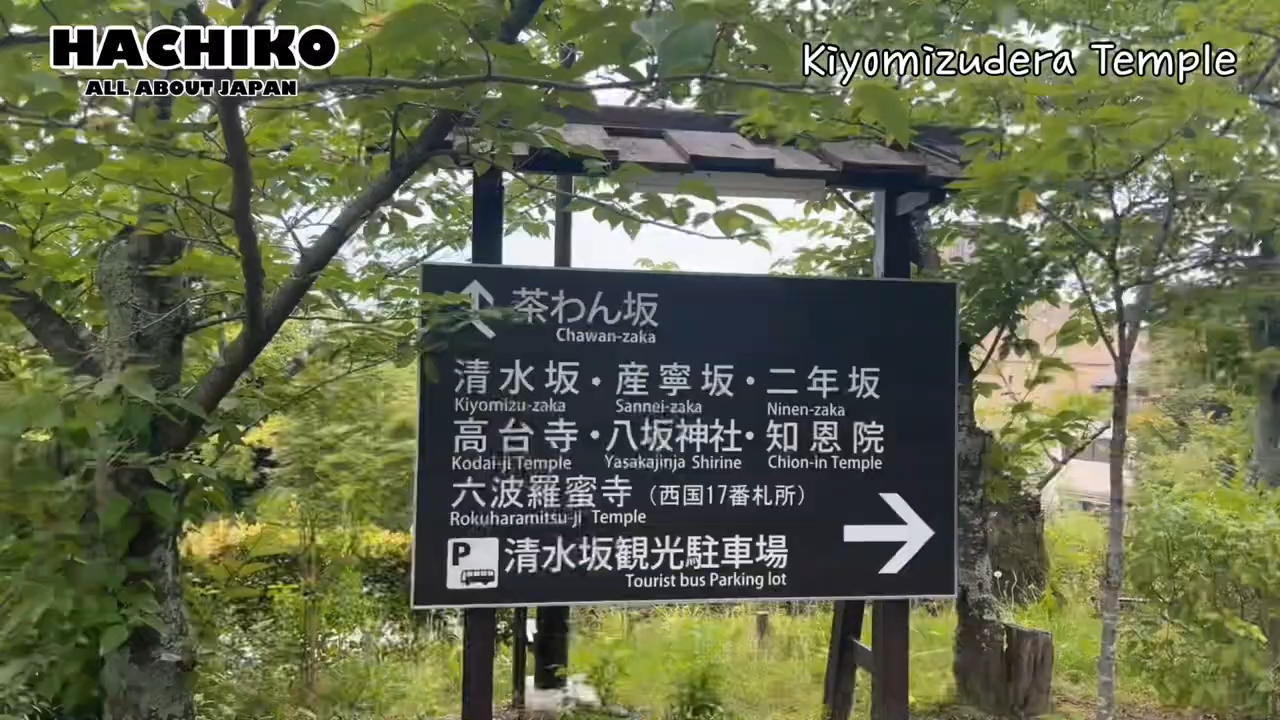 HACHIKO
ALL ABOUT JAPAN
Kiyomizudera Temple
茶わん坂
Chawan-zaka
清水坂・産寧坂・二年坂
Kiyomizu-zaka Sannei-zaka Ninen-zaka
高台寺・八坂神社・知恩院
Kodai-ji Temple Yasakajinja Shirine Chion-in Temple
六波羅蜜寺（西国17番札所）
Rokuharamitsu-ji Temple
P 清水坂観光駐車場
Tourist bus Parking lot